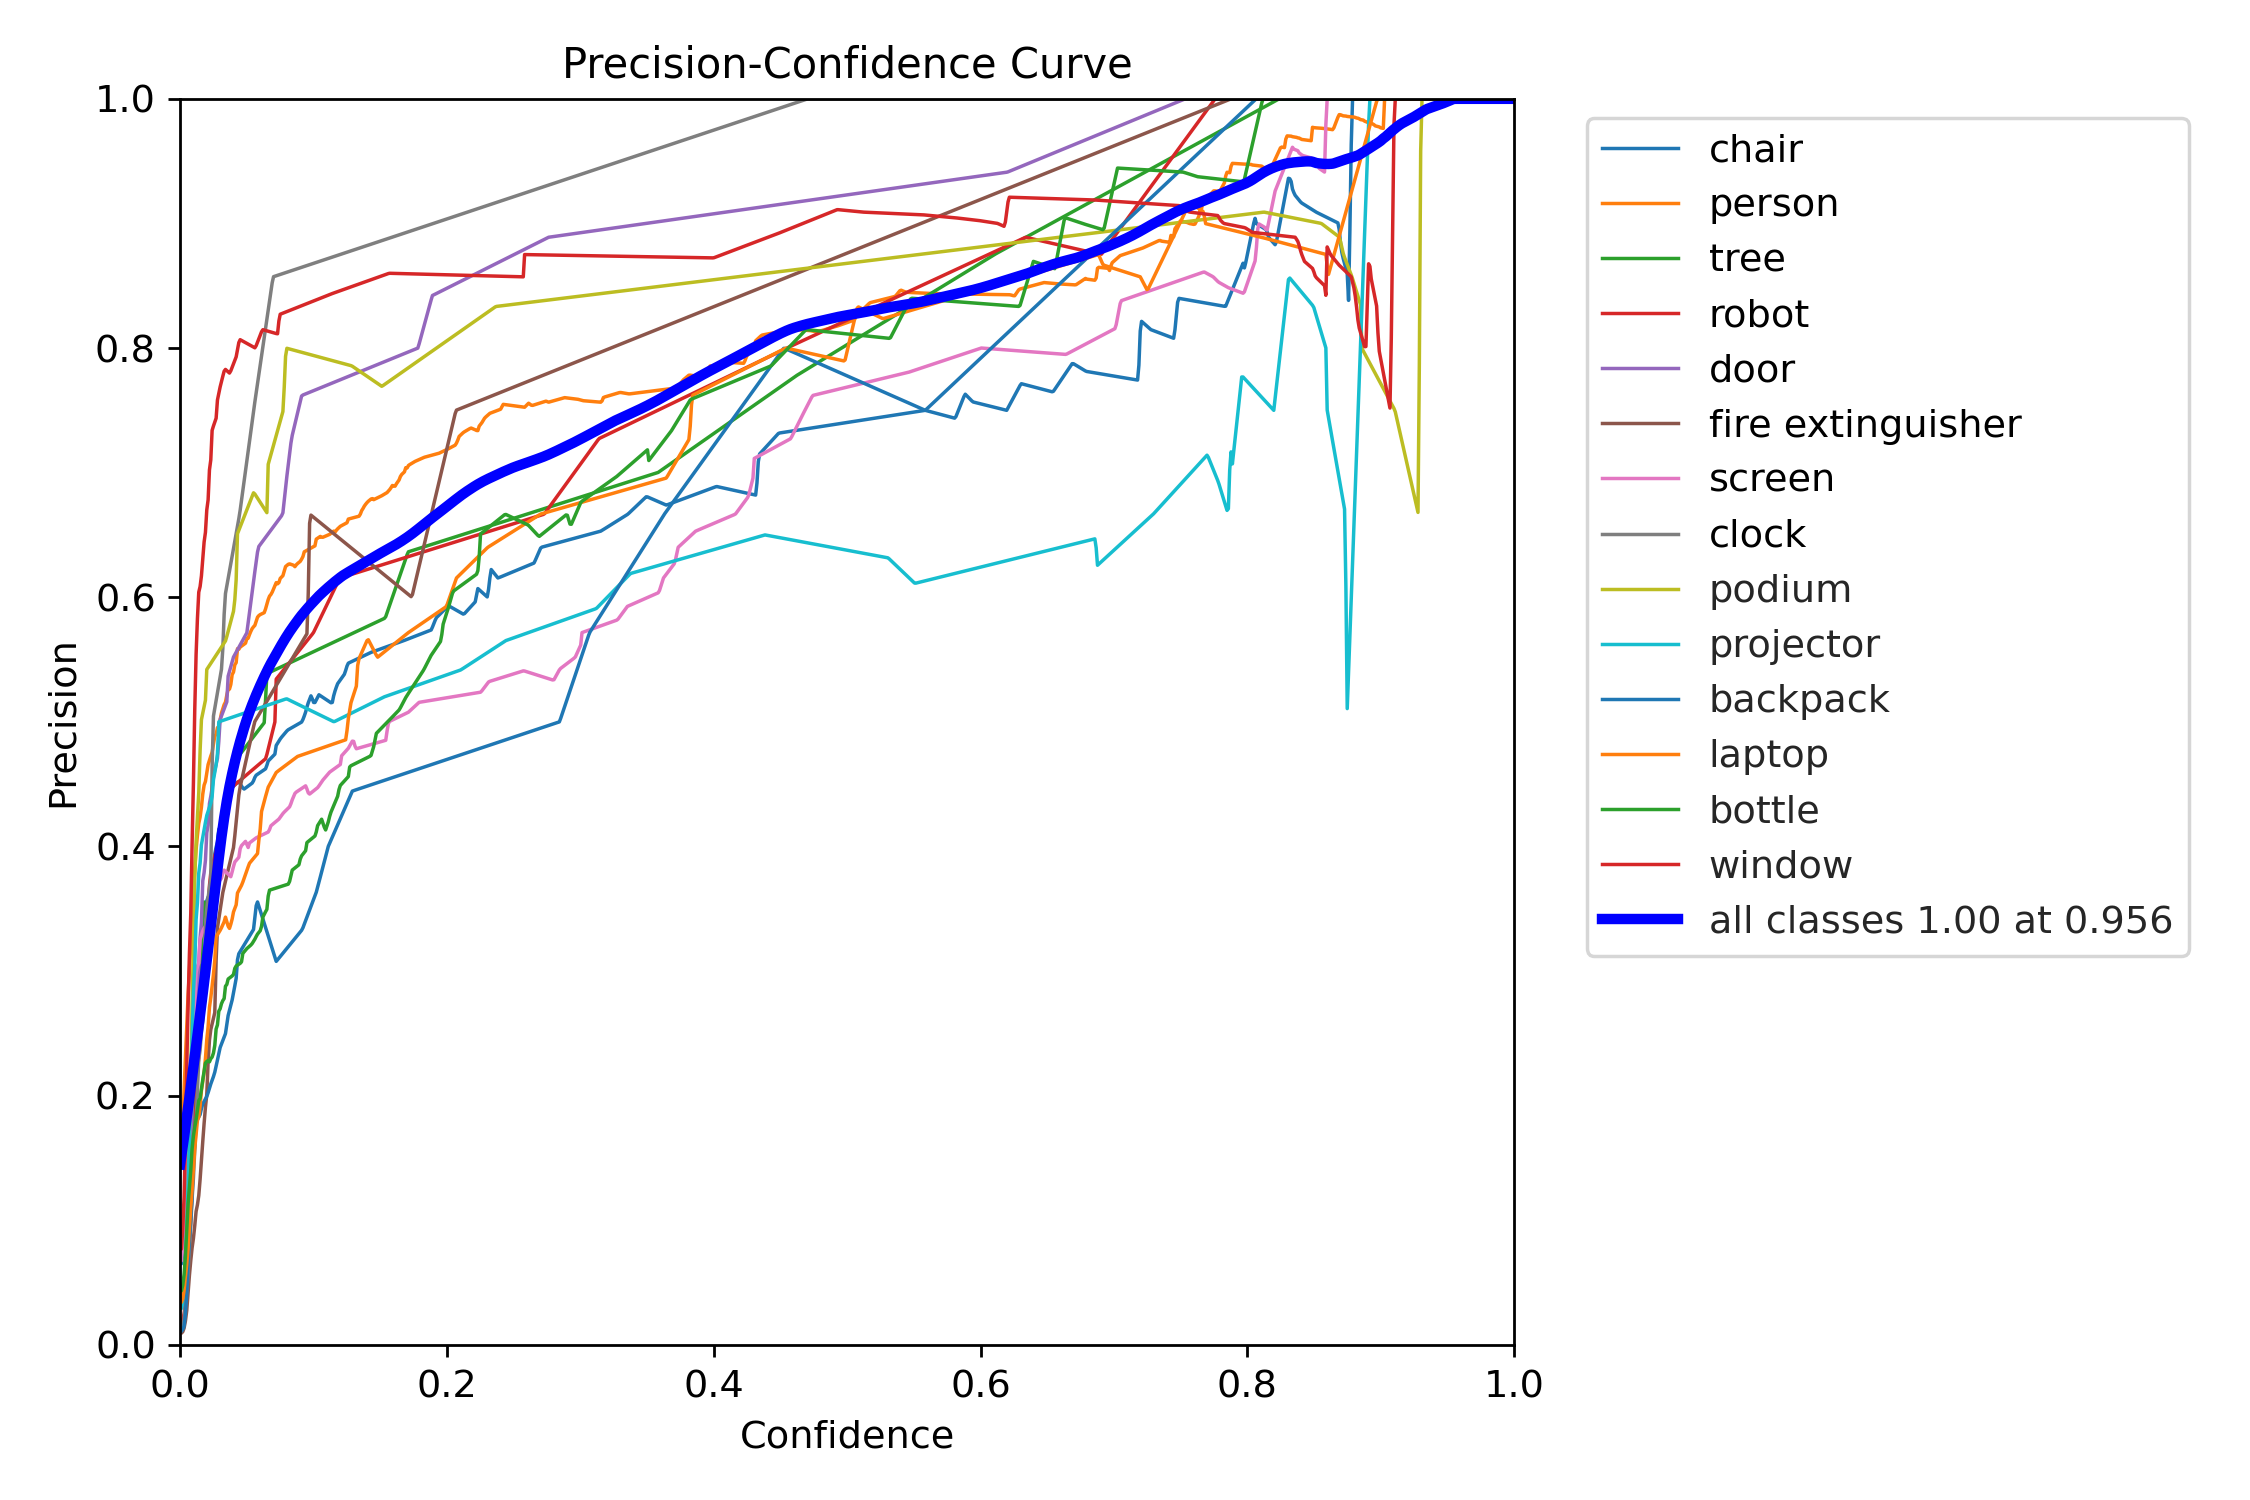 Precision-Confidence Curve
1.0
0.8
0.6
0.4
0.2
0.0
Precision
0.0 0.2 0.4 0.6 0.8 1.0
Confidence
chair
person
tree
robot
door
fire extinguisher
screen
clock
podium
projector
backpack
laptop
bottle
window
all classes 1.00 at 0.956